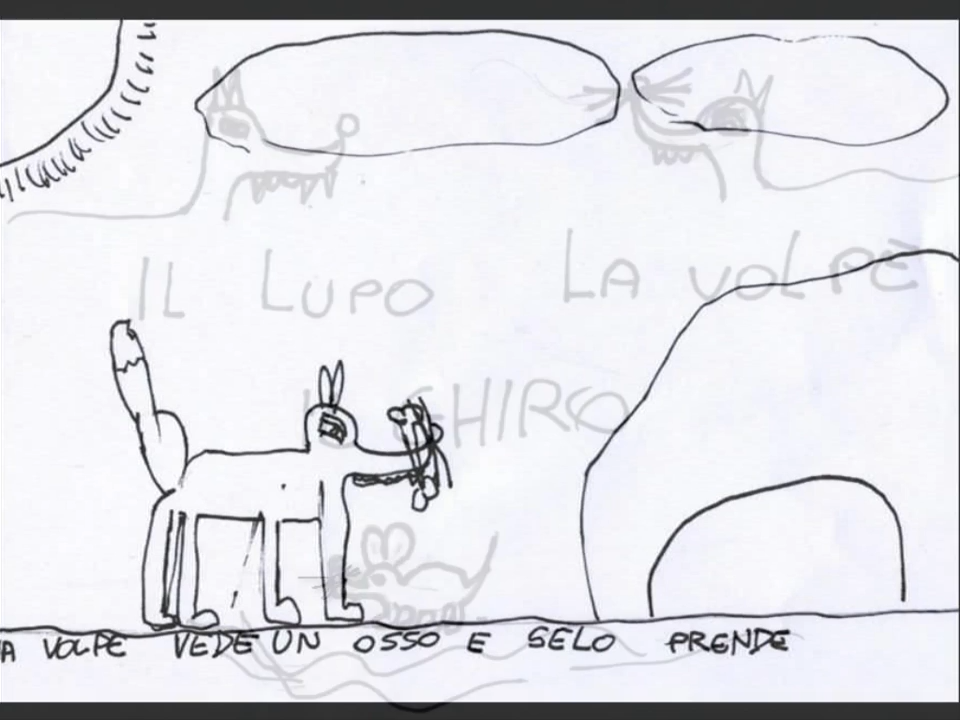 IL LUPO
LA VOLPE
GHIRO
A VOLPE VEDE UN OSSO E SELO PRENDE